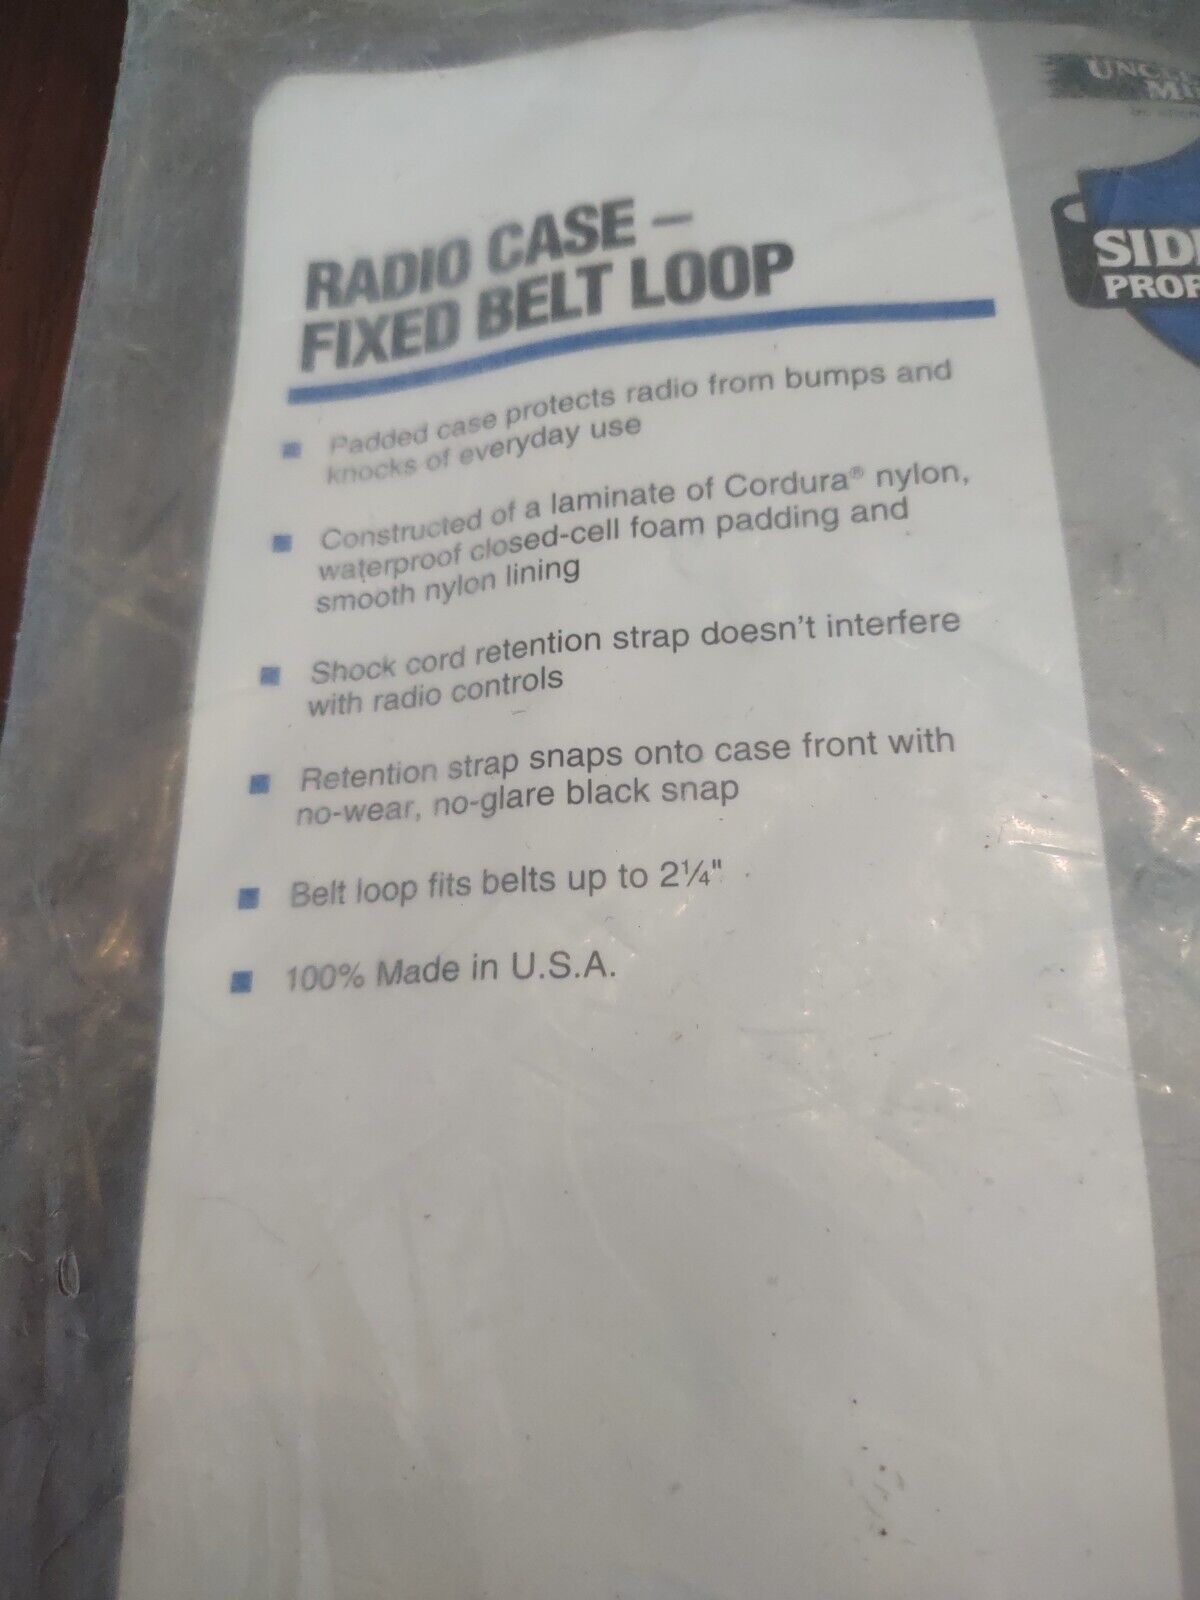 RADIO CASE –
FIXED BELT LOOP
Padded case protects radio from bumps and
knocks of everyday use
Constructed of a laminate of Cordura® nylon,
waterproof closed-cell foam padding and
smooth nylon lining
Shock cord retention strap doesn't interfere
with radio controls
Retention strap snaps onto case front with
no-wear, no-glare black snap
Belt loop fits belts up to 2¼"
100% Made in U.S.A.